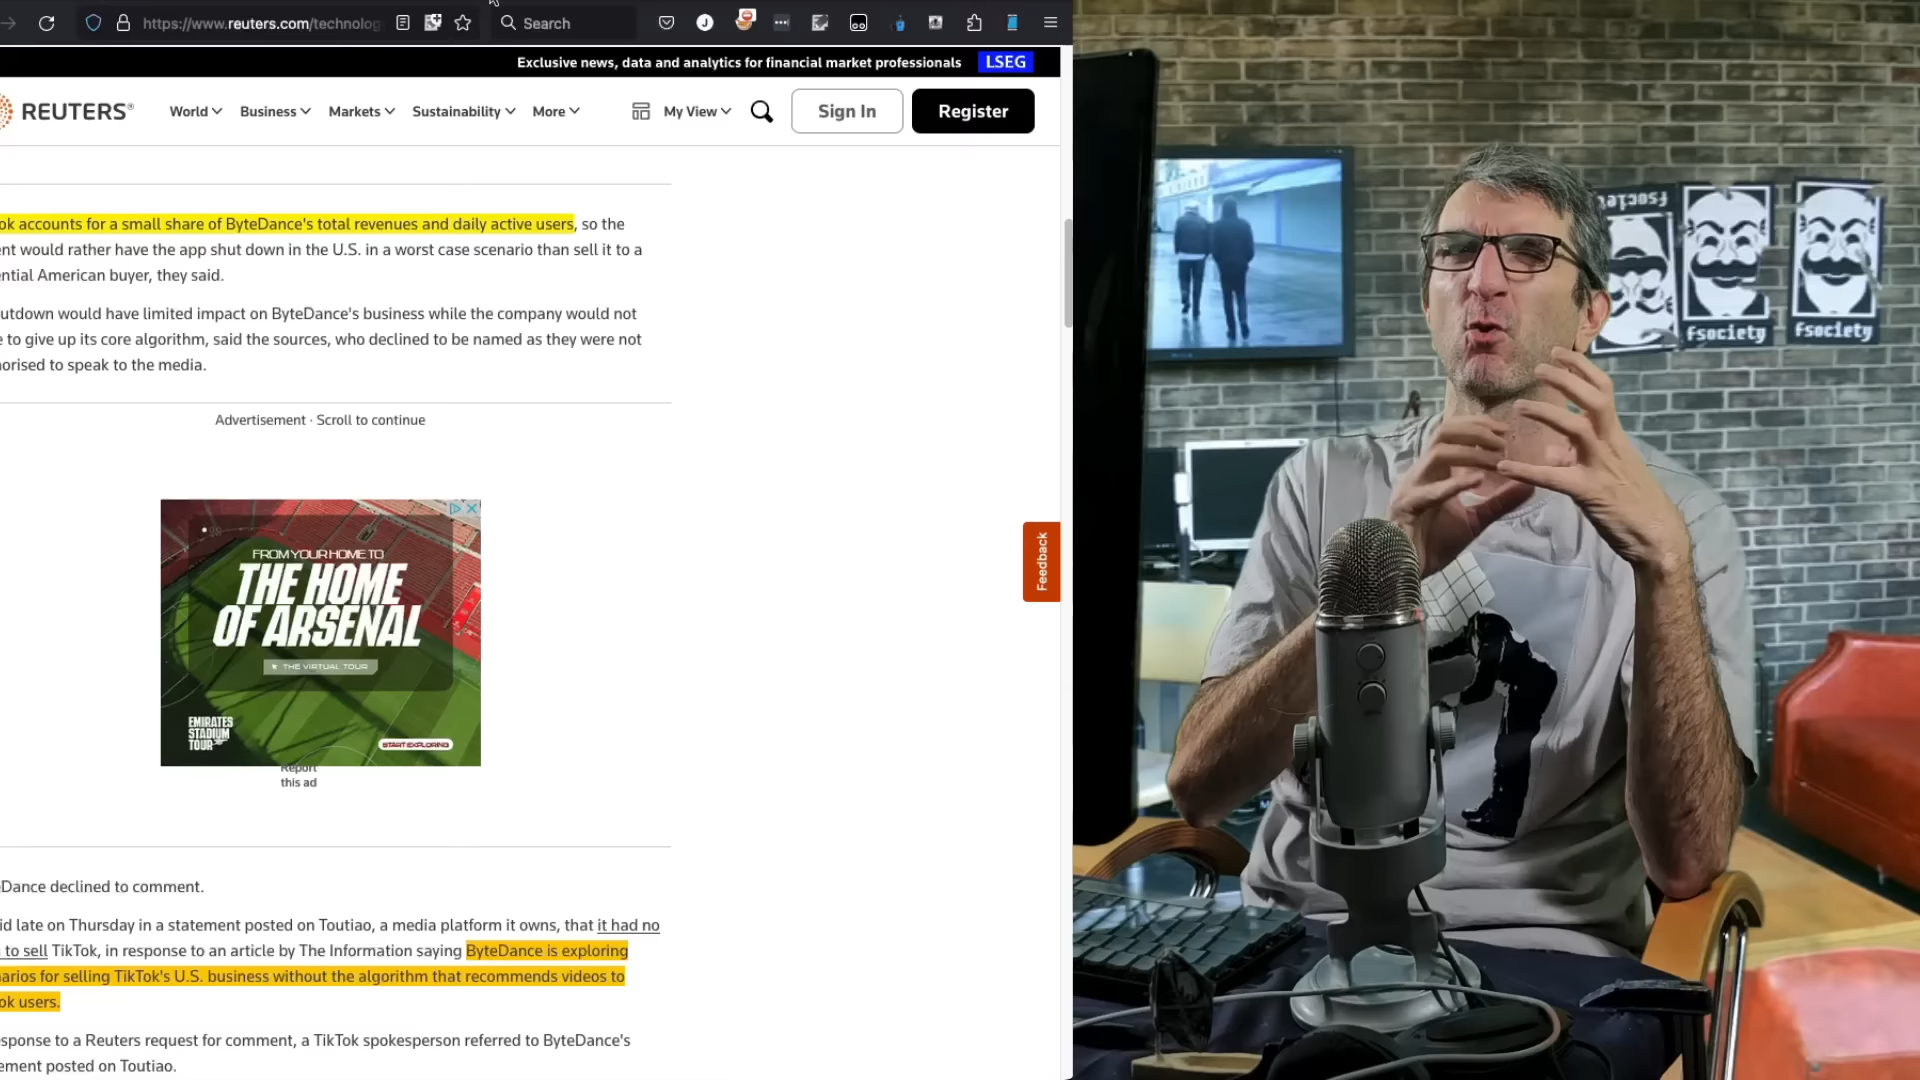 https://www.reuters.com/technolog
Search
Exclusive news, data and analytics for financial market professionals LSEG
REUTERS®
World Business Markets Sustainability More My View Sign In Register
ok accounts for a small share of ByteDance's total revenues and daily active users, so the
ent would rather have the app shut down in the U.S. in a worst case scenario than sell it to a
ential American buyer, they said.
utdown would have limited impact on ByteDance's business while the company would not
e to give up its core algorithm, said the sources, who declined to be named as they were not
horised to speak to the media.
Advertisement · Scroll to continue
FROM YOUR HOME TO
THE HOME
OF ARSENAL
THE VIRTUAL TOUR
EMIRATES
STADIUM
TOUR
START EXPLORING
Report
this ad
Feedback
eDance declined to comment.
id late on Thursday in a statement posted on Toutiao, a media platform it owns, that it had no
to sell TikTok, in response to an article by The Information saying ByteDance is exploring
narios for selling TikTok's U.S. business without the algorithm that recommends videos to
ok users.
esponse to a Reuters request for comment, a TikTok spokesperson referred to ByteDance's
ement posted on Toutiao.
fsociety
fsociety
fsociety